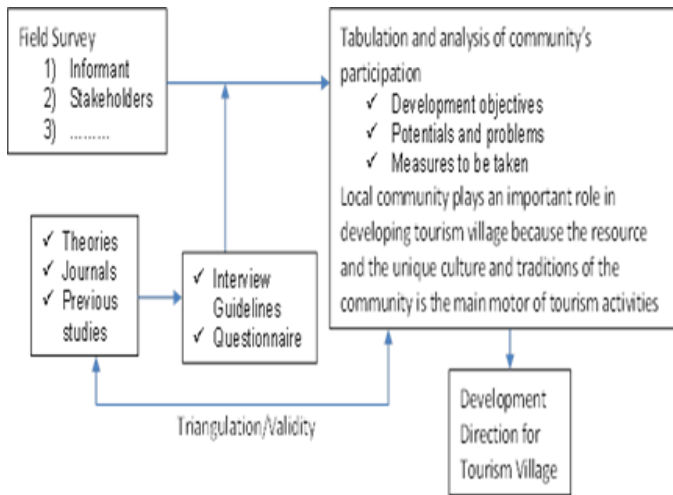 Field Survey
1) Informant
2) Stakeholders
3) .........
Tabulation and analysis of community's
participation
✓ Development objectives
✓ Potentials and problems
✓ Measures to be taken
Local community plays an important role in
developing tourism village because the resource
and the unique culture and traditions of the
community is the main motor of tourism activities
✓ Theories
✓ Journals
✓ Previous
studies
✓ Interview
Guidelines
✓ Questionnaire
Triangulation/Validity
Development
Direction for
Tourism Village